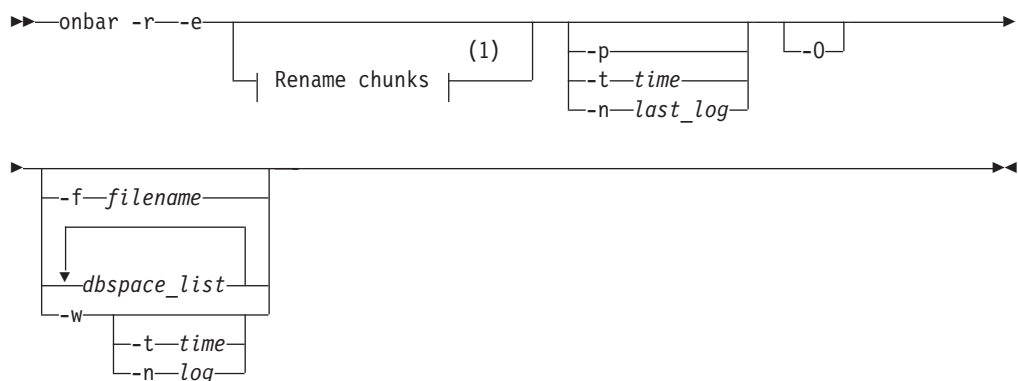 onbar -r -e
(1)
Rename chunks
-p
-t time
-n last_log
-O
-f filename
dbspace_list
-w
-t time
-n log